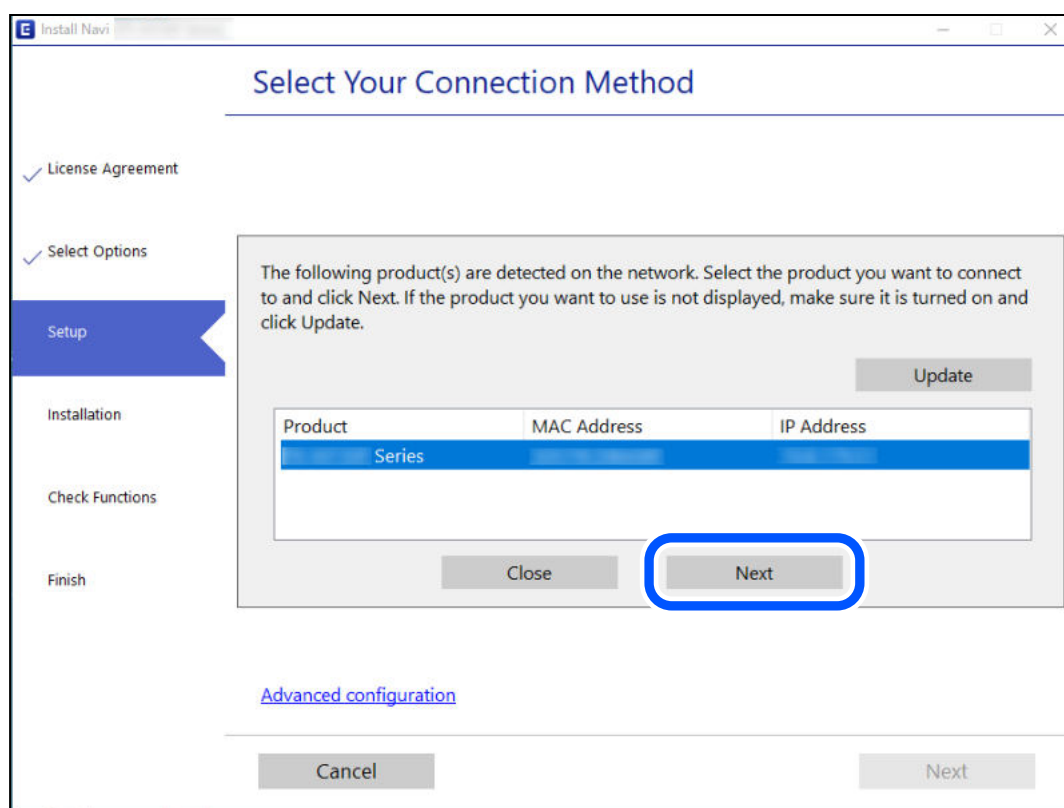 E Install Navi
Select Your Connection Method
License Agreement
Select Options
Setup
Installation
Check Functions
Finish
The following product(s) are detected on the network. Select the product you want to connect
to and click Next. If the product you want to use is not displayed, make sure it is turned on and
click Update.
Update
Product MAC Address IP Address
Series
Close Next
Advanced configuration
Cancel Next